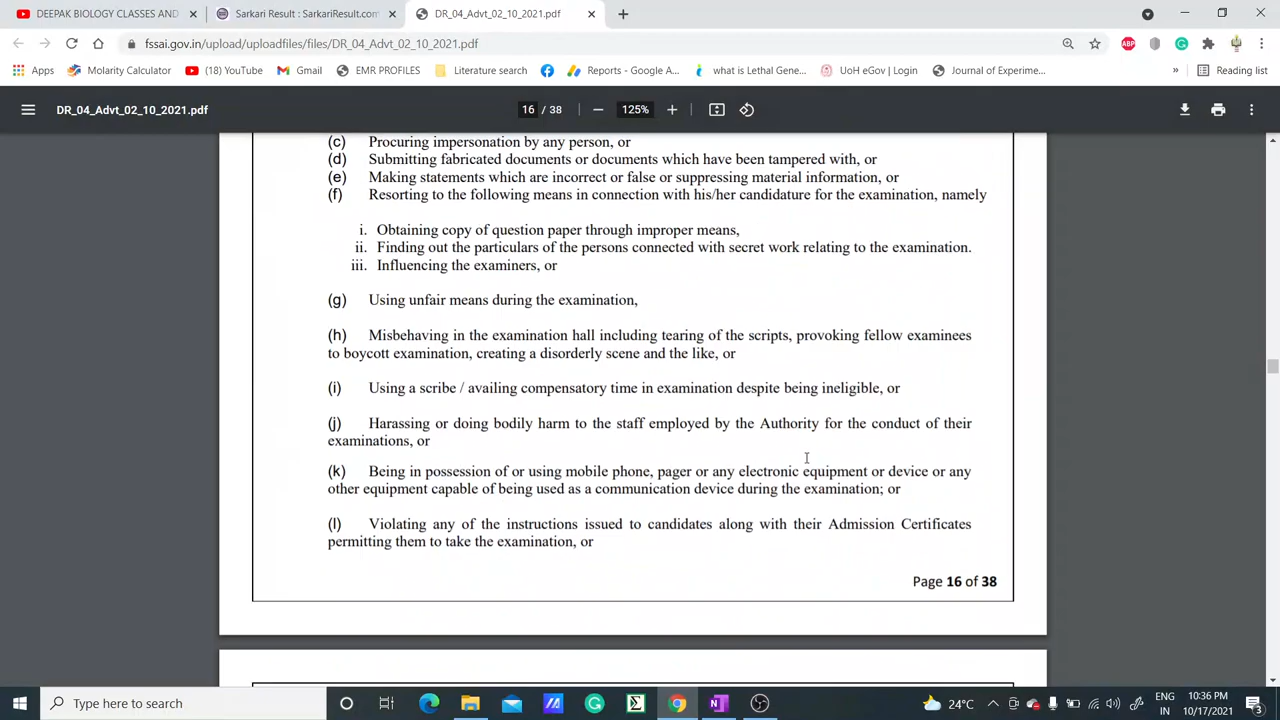 DEEPAK BIOLOGY CLASSES AND
Sarkari Result : SarkariResult.com
DR_04_Advt_02_10_2021.pdf
fssai.gov.in/upload/uploadfiles/files/DR_04_Advt_02_10_2021.pdf
ABP
Apps
Molarity Calculator
(18) YouTube
Gmail
EMR PROFILES
Literature search
Reports - Google A...
what is Lethal Gene...
UoH eGov | Login
Journal of Experime...
»
Reading list
DR_04_Advt_02_10_2021.pdf
16 / 38
125%
(c) Procuring impersonation by any person, or
(d) Submitting fabricated documents or documents which have been tampered with, or
(e) Making statements which are incorrect or false or suppressing material information, or
(f) Resorting to the following means in connection with his/her candidature for the examination, namely
i. Obtaining copy of question paper through improper means,
ii. Finding out the particulars of the persons connected with secret work relating to the examination.
iii. Influencing the examiners, or
(g) Using unfair means during the examination,
(h) Misbehaving in the examination hall including tearing of the scripts, provoking fellow examinees
to boycott examination, creating a disorderly scene and the like, or
(i) Using a scribe / availing compensatory time in examination despite being ineligible, or
(j) Harassing or doing bodily harm to the staff employed by the Authority for the conduct of their
examinations, or
(k) Being in possession of or using mobile phone, pager or any electronic equipment or device or any
other equipment capable of being used as a communication device during the examination; or
(l) Violating any of the instructions issued to candidates along with their Admission Certificates
permitting them to take the examination, or
Page 16 of 38
Type here to search
24°C
ENG
IN
10:36 PM
10/17/2021
3